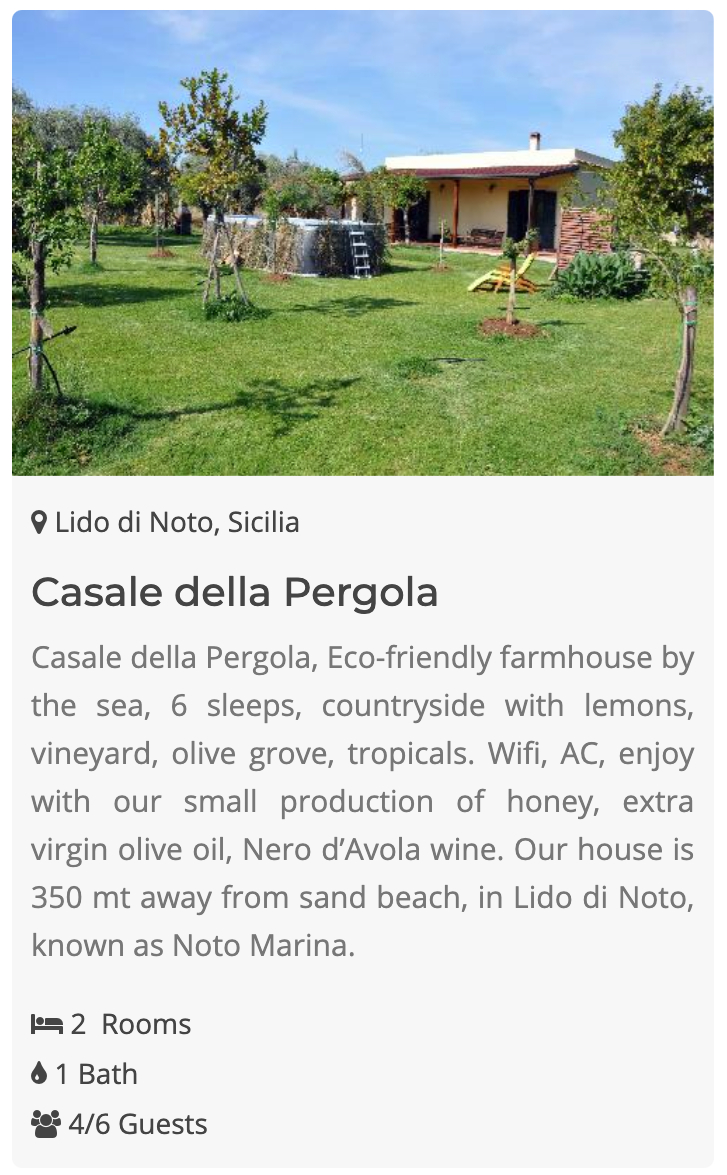 Lido di Noto, Sicilia
Casale della Pergola
Casale della Pergola, Eco-friendly farmhouse by
the sea, 6 sleeps, countryside with lemons,
vineyard, olive grove, tropicals. Wifi, AC, enjoy
with our small production of honey, extra
virgin olive oil, Nero d’Avola wine. Our house is
350 mt away from sand beach, in Lido di Noto,
known as Noto Marina.
2 Rooms
1 Bath
4/6 Guests